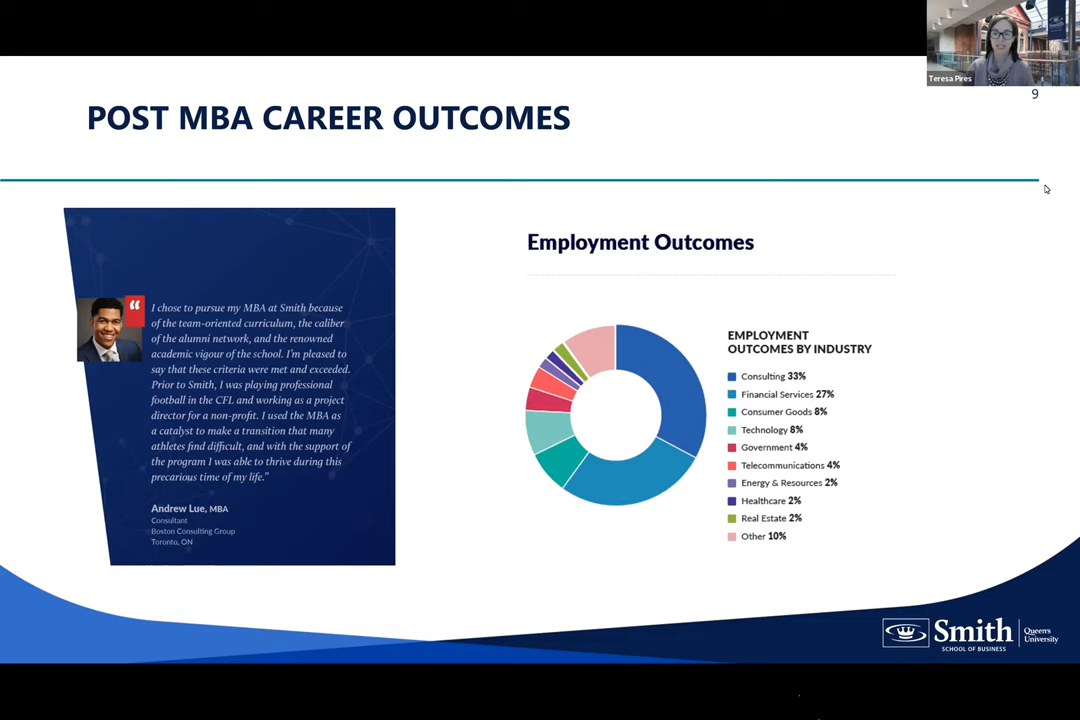 Teresa Pires
9
POST MBA CAREER OUTCOMES
“
I chose to pursue my MBA at Smith because
of the team-oriented curriculum, the caliber
of the alumni network, and the renowned
academic vigour of the school. I'm pleased to
say that these criteria were met and exceeded.
Prior to Smith, I was playing professional
football in the CFL and working as a project
director for a non-profit. I used the MBA as
a catalyst to make a transition that many
athletes find difficult, and with the support of
the program I was able to thrive during this
precarious time of my life.”
Andrew Lue, MBA
Consultant
Boston Consulting Group
Toronto, ON
Employment Outcomes
EMPLOYMENT
OUTCOMES BY INDUSTRY
Consulting 33%
Financial Services 27%
Consumer Goods 8%
Technology 8%
Government 4%
Telecommunications 4%
Energy & Resources 2%
Healthcare 2%
Real Estate 2%
Other 10%
Smith
SCHOOL OF BUSINESS
Queen's
University